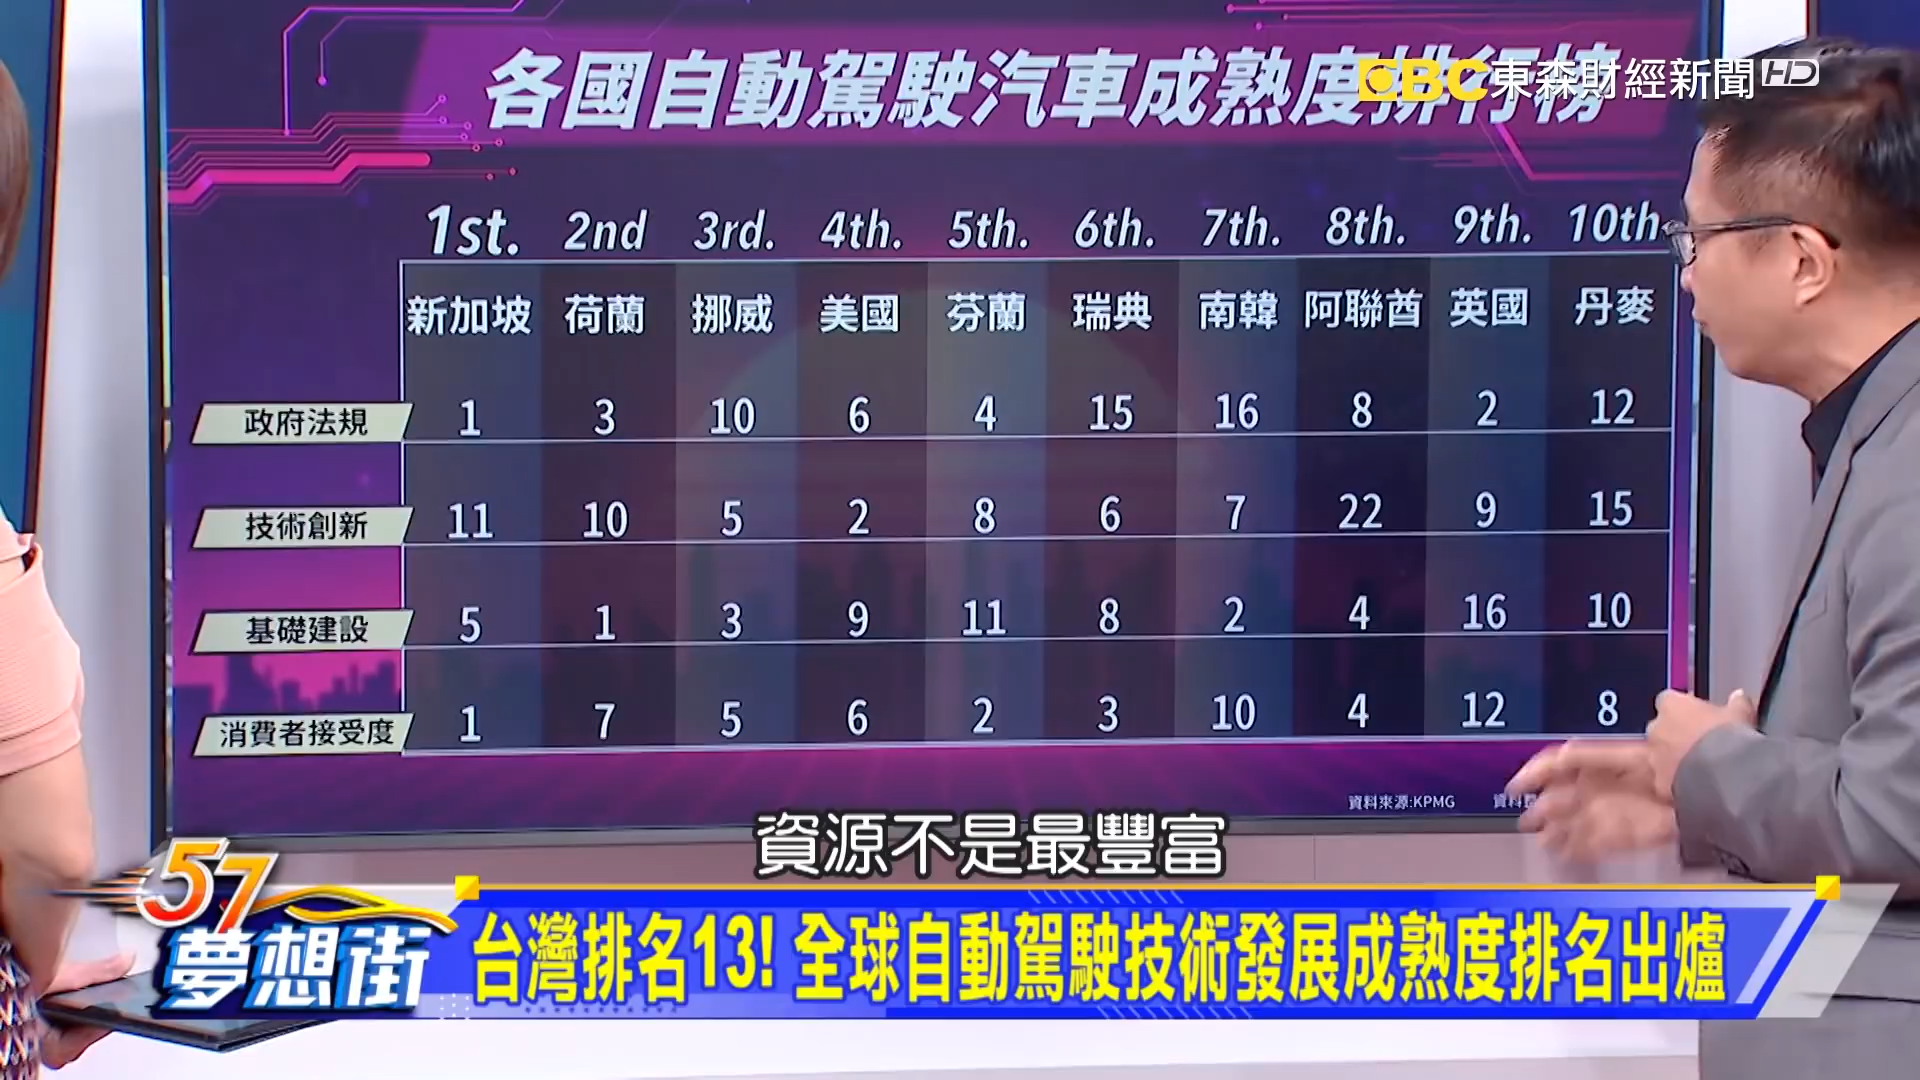 各國自動駕駛汽車成熟度排行榜
EBC東森財經新聞HD
1st. 2nd 3rd. 4th. 5th. 6th. 7th. 8th. 9th. 10th
新加坡 荷蘭 挪威 美國 芬蘭 瑞典 南韓 阿聯酋 英國 丹麥
政府法規 1 3 10 6 4 15 16 8 2 12
技術創新 11 10 5 2 8 6 7 22 9 15
基礎建設 5 1 3 9 11 8 2 4 16 10
消費者接受度 1 7 5 6 2 3 10 4 12 8
資料來源:KPMG 資料
資源不是最豐富
57夢想街
台灣排名13! 全球自動駕駛技術發展成熟度排名出爐